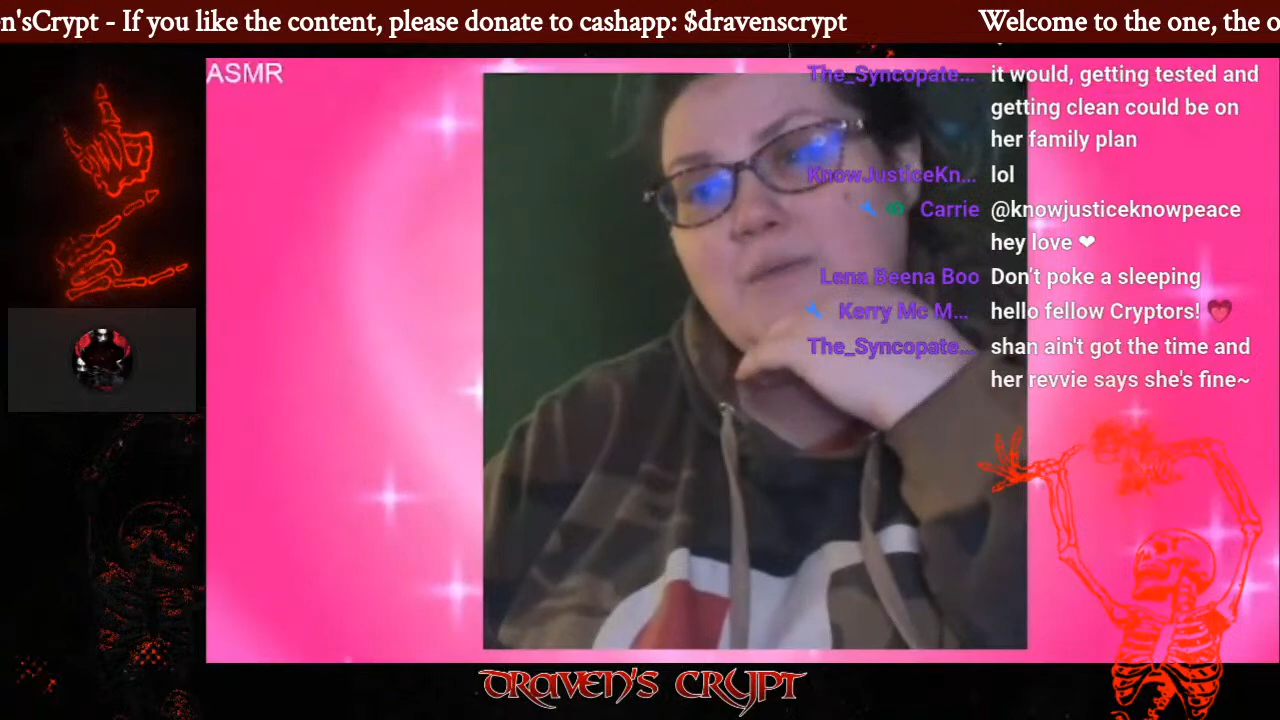 n'sCrypt - If you like the content, please donate to cashapp: $dravenscrypt Welcome to the one, the o
ASMR
The_Syncopate... it would, getting tested and
getting clean could be on
her family plan
KnowJusticeKn... lol
Carrie @knowjusticeknowpeace
hey love ❤
Lena Beena Boo Don't poke a sleeping
Kerry Mc M... hello fellow Cryptors! 💗
The_Syncopate... shan ain't got the time and
her revvie says she's fine~
DRAVEN'S CRYPT